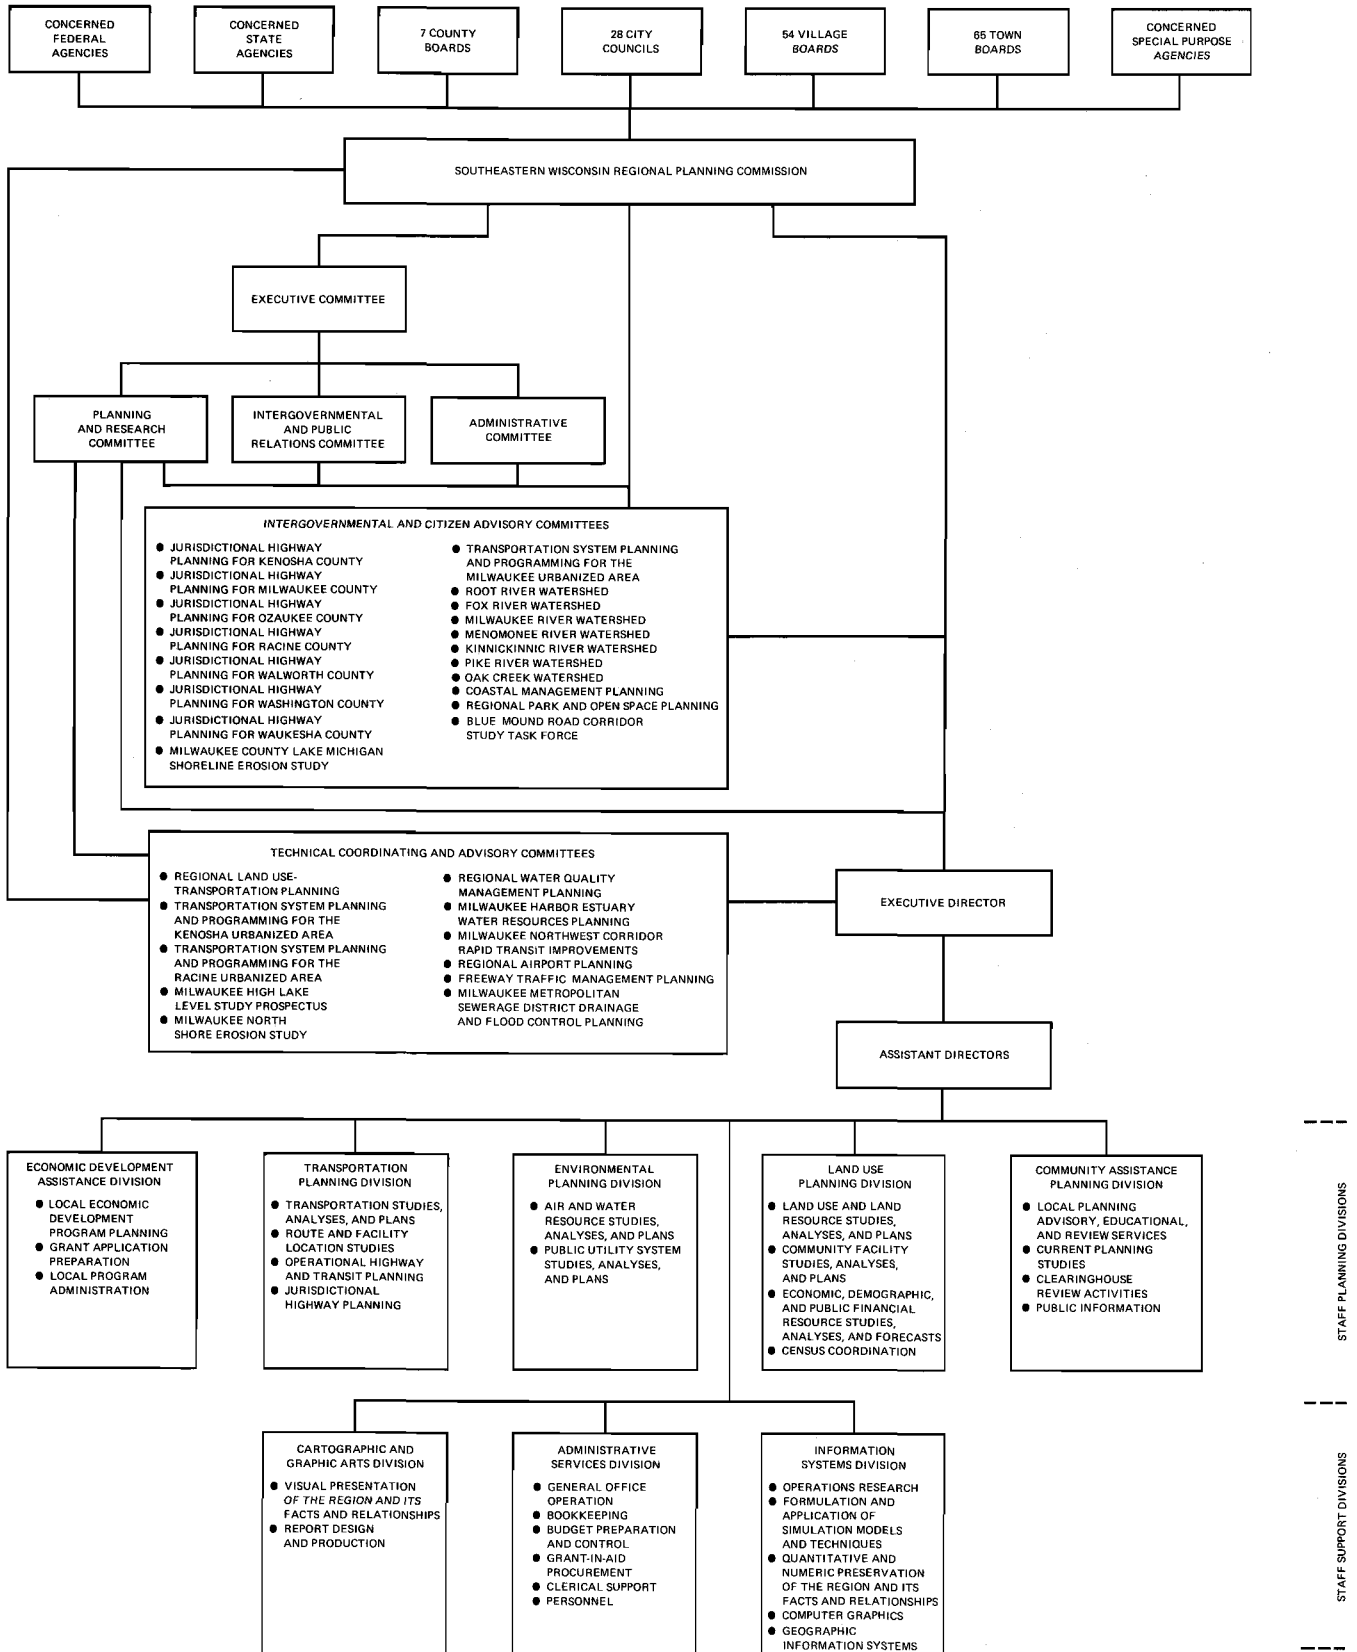 CONCERNED
FEDERAL
AGENCIES
CONCERNED
STATE
AGENCIES
7 COUNTY
BOARDS
28 CITY
COUNCILS
54 VILLAGE
BOARDS
65 TOWN
BOARDS
CONCERNED
SPECIAL PURPOSE
AGENCIES
SOUTHEASTERN WISCONSIN REGIONAL PLANNING COMMISSION
EXECUTIVE COMMITTEE
PLANNING
AND RESEARCH
COMMITTEE
INTERGOVERNMENTAL
AND PUBLIC
RELATIONS COMMITTEE
ADMINISTRATIVE
COMMITTEE
INTERGOVERNMENTAL AND CITIZEN ADVISORY COMMITTEES
● JURISDICTIONAL HIGHWAY
PLANNING FOR KENOSHA COUNTY
● JURISDICTIONAL HIGHWAY
PLANNING FOR MILWAUKEE COUNTY
● JURISDICTIONAL HIGHWAY
PLANNING FOR OZAUKEE COUNTY
● JURISDICTIONAL HIGHWAY
PLANNING FOR RACINE COUNTY
● JURISDICTIONAL HIGHWAY
PLANNING FOR WALWORTH COUNTY
● JURISDICTIONAL HIGHWAY
PLANNING FOR WASHINGTON COUNTY
● JURISDICTIONAL HIGHWAY
PLANNING FOR WAUKESHA COUNTY
● MILWAUKEE COUNTY LAKE MICHIGAN
SHORELINE EROSION STUDY
● TRANSPORTATION SYSTEM PLANNING
AND PROGRAMMING FOR THE
MILWAUKEE URBANIZED AREA
● ROOT RIVER WATERSHED
● FOX RIVER WATERSHED
● MILWAUKEE RIVER WATERSHED
● MENOMONEE RIVER WATERSHED
● KINNICKINNIC RIVER WATERSHED
● PIKE RIVER WATERSHED
● OAK CREEK WATERSHED
● COASTAL MANAGEMENT PLANNING
● REGIONAL PARK AND OPEN SPACE PLANNING
● BLUE MOUND ROAD CORRIDOR
STUDY TASK FORCE
TECHNICAL COORDINATING AND ADVISORY COMMITTEES
● REGIONAL LAND USE-
TRANSPORTATION PLANNING
● TRANSPORTATION SYSTEM PLANNING
AND PROGRAMMING FOR THE
KENOSHA URBANIZED AREA
● TRANSPORTATION SYSTEM PLANNING
AND PROGRAMMING FOR THE
RACINE URBANIZED AREA
● MILWAUKEE HIGH LAKE
LEVEL STUDY PROSPECTUS
● MILWAUKEE NORTH
SHORE EROSION STUDY
● REGIONAL WATER QUALITY
MANAGEMENT PLANNING
● MILWAUKEE HARBOR ESTUARY
WATER RESOURCES PLANNING
● MILWAUKEE NORTHWEST CORRIDOR
RAPID TRANSIT IMPROVEMENTS
● REGIONAL AIRPORT PLANNING
● FREEWAY TRAFFIC MANAGEMENT PLANNING
● MILWAUKEE METROPOLITAN
SEWERAGE DISTRICT DRAINAGE
AND FLOOD CONTROL PLANNING
EXECUTIVE DIRECTOR
ASSISTANT DIRECTORS
ECONOMIC DEVELOPMENT
ASSISTANCE DIVISION
● LOCAL ECONOMIC
DEVELOPMENT
PROGRAM PLANNING
● GRANT APPLICATION
PREPARATION
● LOCAL PROGRAM
ADMINISTRATION
TRANSPORTATION
PLANNING DIVISION
● TRANSPORTATION STUDIES,
ANALYSES, AND PLANS
● ROUTE AND FACILITY
LOCATION STUDIES
● OPERATIONAL HIGHWAY
AND TRANSIT PLANNING
● JURISDICTIONAL
HIGHWAY PLANNING
ENVIRONMENTAL
PLANNING DIVISION
● AIR AND WATER
RESOURCE STUDIES,
ANALYSES, AND PLANS
● PUBLIC UTILITY SYSTEM
STUDIES, ANALYSES,
AND PLANS
LAND USE
PLANNING DIVISION
● LAND USE AND LAND
RESOURCE STUDIES,
ANALYSES, AND PLANS
● COMMUNITY FACILITY
STUDIES, ANALYSES,
AND PLANS
● ECONOMIC, DEMOGRAPHIC,
AND PUBLIC FINANCIAL
RESOURCE STUDIES,
ANALYSES, AND FORECASTS
● CENSUS COORDINATION
COMMUNITY ASSISTANCE
PLANNING DIVISION
● LOCAL PLANNING
ADVISORY, EDUCATIONAL,
AND REVIEW SERVICES
● CURRENT PLANNING
STUDIES
● CLEARINGHOUSE
REVIEW ACTIVITIES
● PUBLIC INFORMATION
STAFF PLANNING DIVISIONS
CARTOGRAPHIC AND
GRAPHIC ARTS DIVISION
● VISUAL PRESENTATION
OF THE REGION AND ITS
FACTS AND RELATIONSHIPS
● REPORT DESIGN
AND PRODUCTION
ADMINISTRATIVE
SERVICES DIVISION
● GENERAL OFFICE
OPERATION
● BOOKKEEPING
● BUDGET PREPARATION
AND CONTROL
● GRANT-IN-AID
PROCUREMENT
● CLERICAL SUPPORT
● PERSONNEL
INFORMATION
SYSTEMS DIVISION
● OPERATIONS RESEARCH
● FORMULATION AND
APPLICATION OF
SIMULATION MODELS
AND TECHNIQUES
● QUANTITATIVE AND
NUMERIC PRESERVATION
OF THE REGION AND ITS
FACTS AND RELATIONSHIPS
● COMPUTER GRAPHICS
● GEOGRAPHIC
INFORMATION SYSTEMS
STAFF SUPPORT DIVISIONS